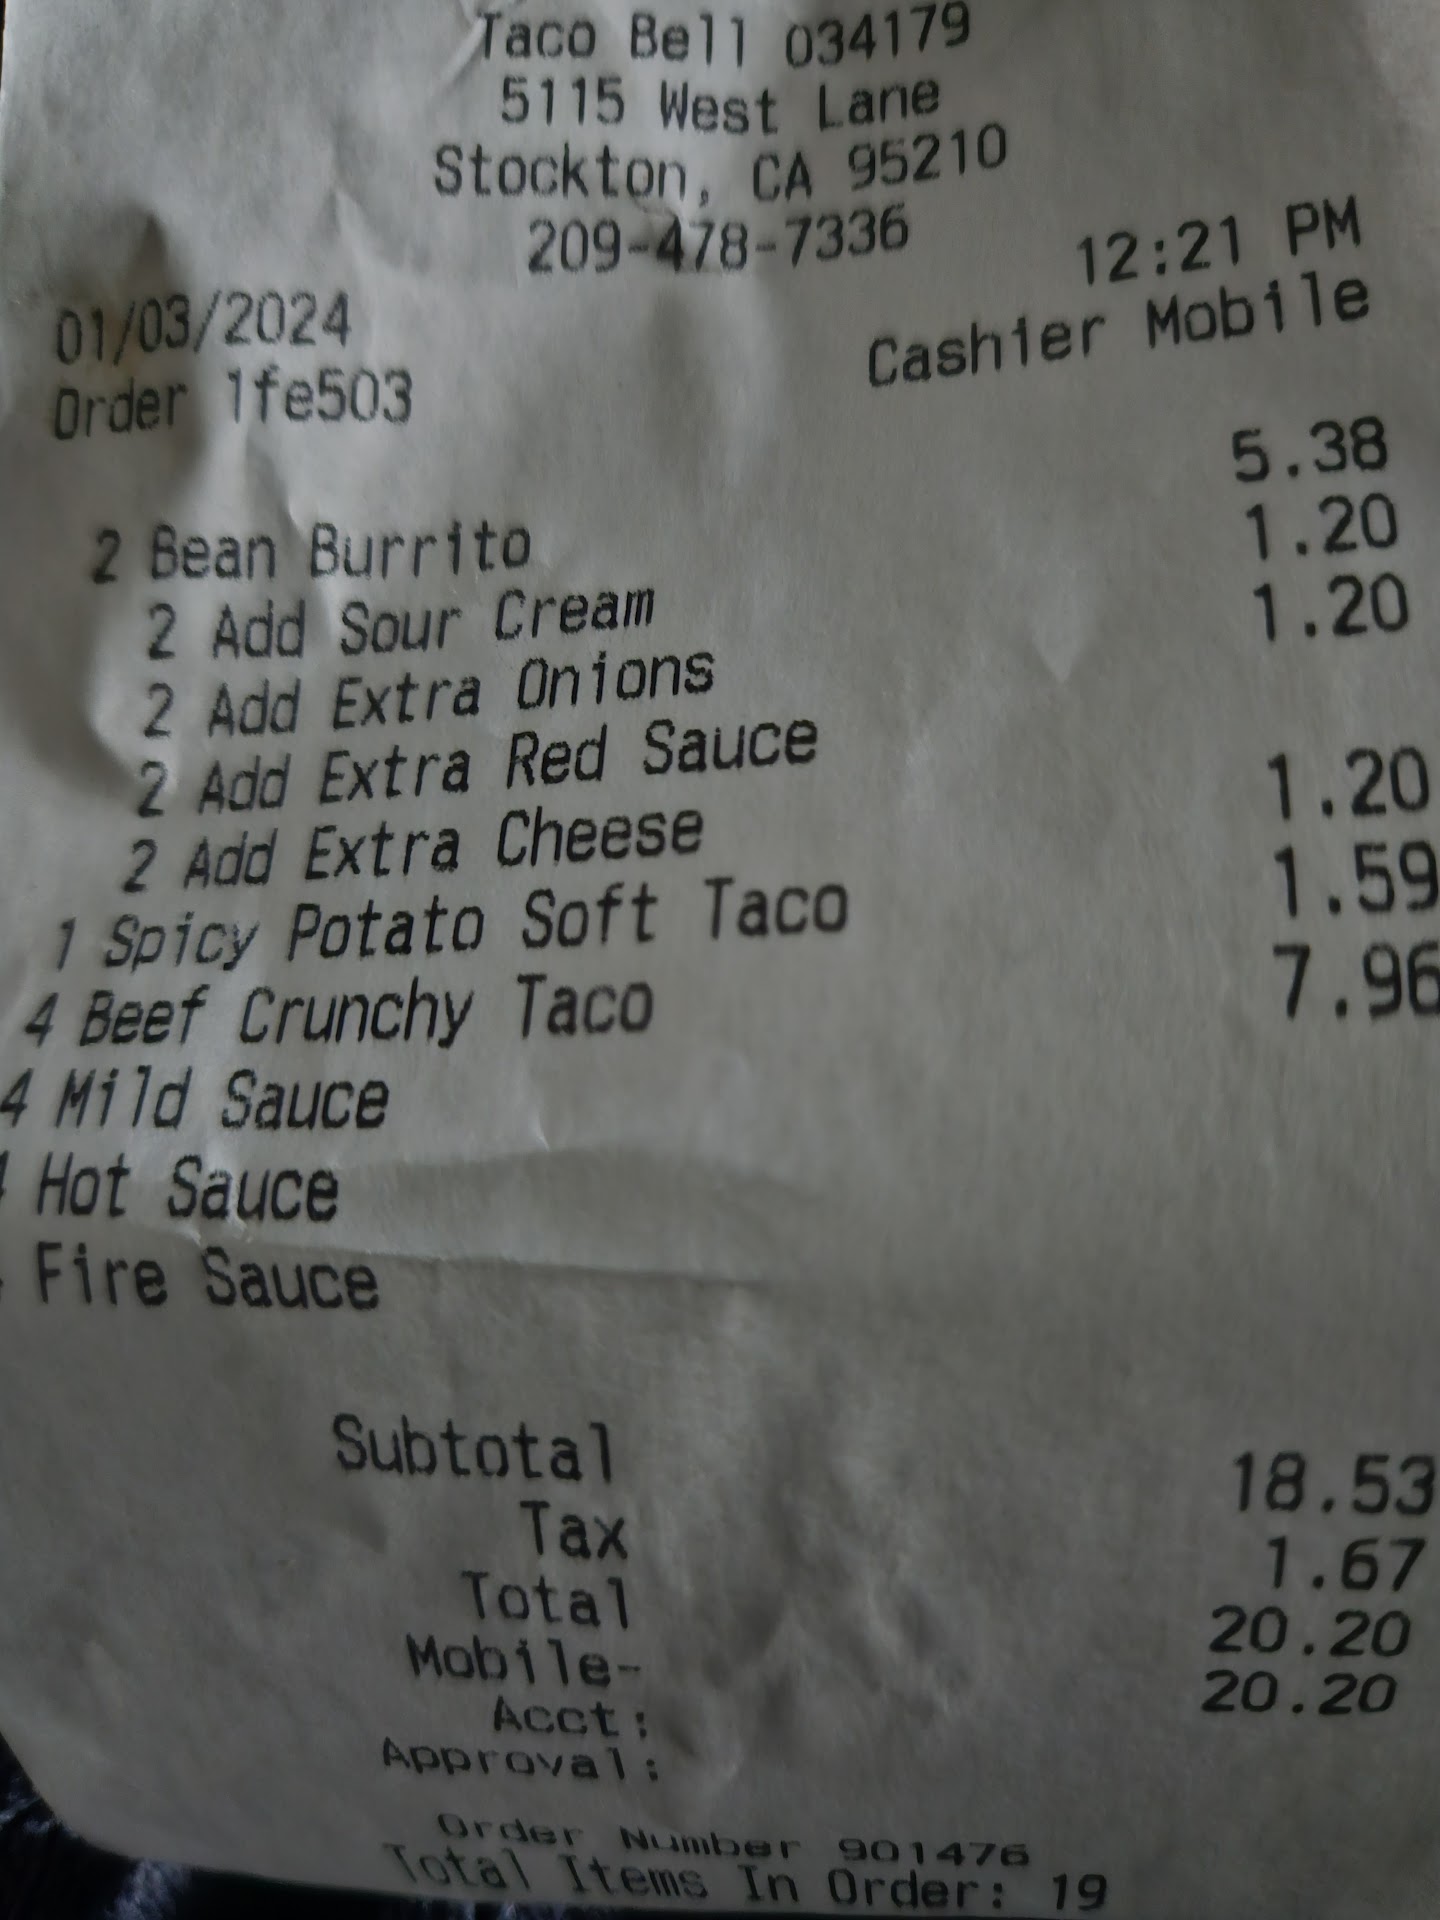 Taco Bell 034179
5115 West Lane
Stockton, CA 95210
209-478-7336
01/03/2024 12:21 PM
Order 1fe503 Cashier Mobile
2 Bean Burrito 5.38
2 Add Sour Cream 1.20
2 Add Extra Onions 1.20
2 Add Extra Red Sauce
2 Add Extra Cheese 1.20
1 Spicy Potato Soft Taco 1.59
4 Beef Crunchy Taco 7.96
4 Mild Sauce
Hot Sauce
Fire Sauce
Subtotal 18.53
Tax 1.67
Total 20.20
Mobile- 20.20
Acct:
Approval:
Order Number 901476
Total Items In Order: 19